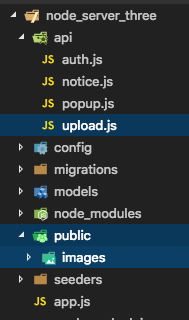 node_server_three
api
JS auth.js
JS notice.js
JS popup.js
JS upload.js
config
migrations
models
node_modules
public
images
seeders
JS app.js